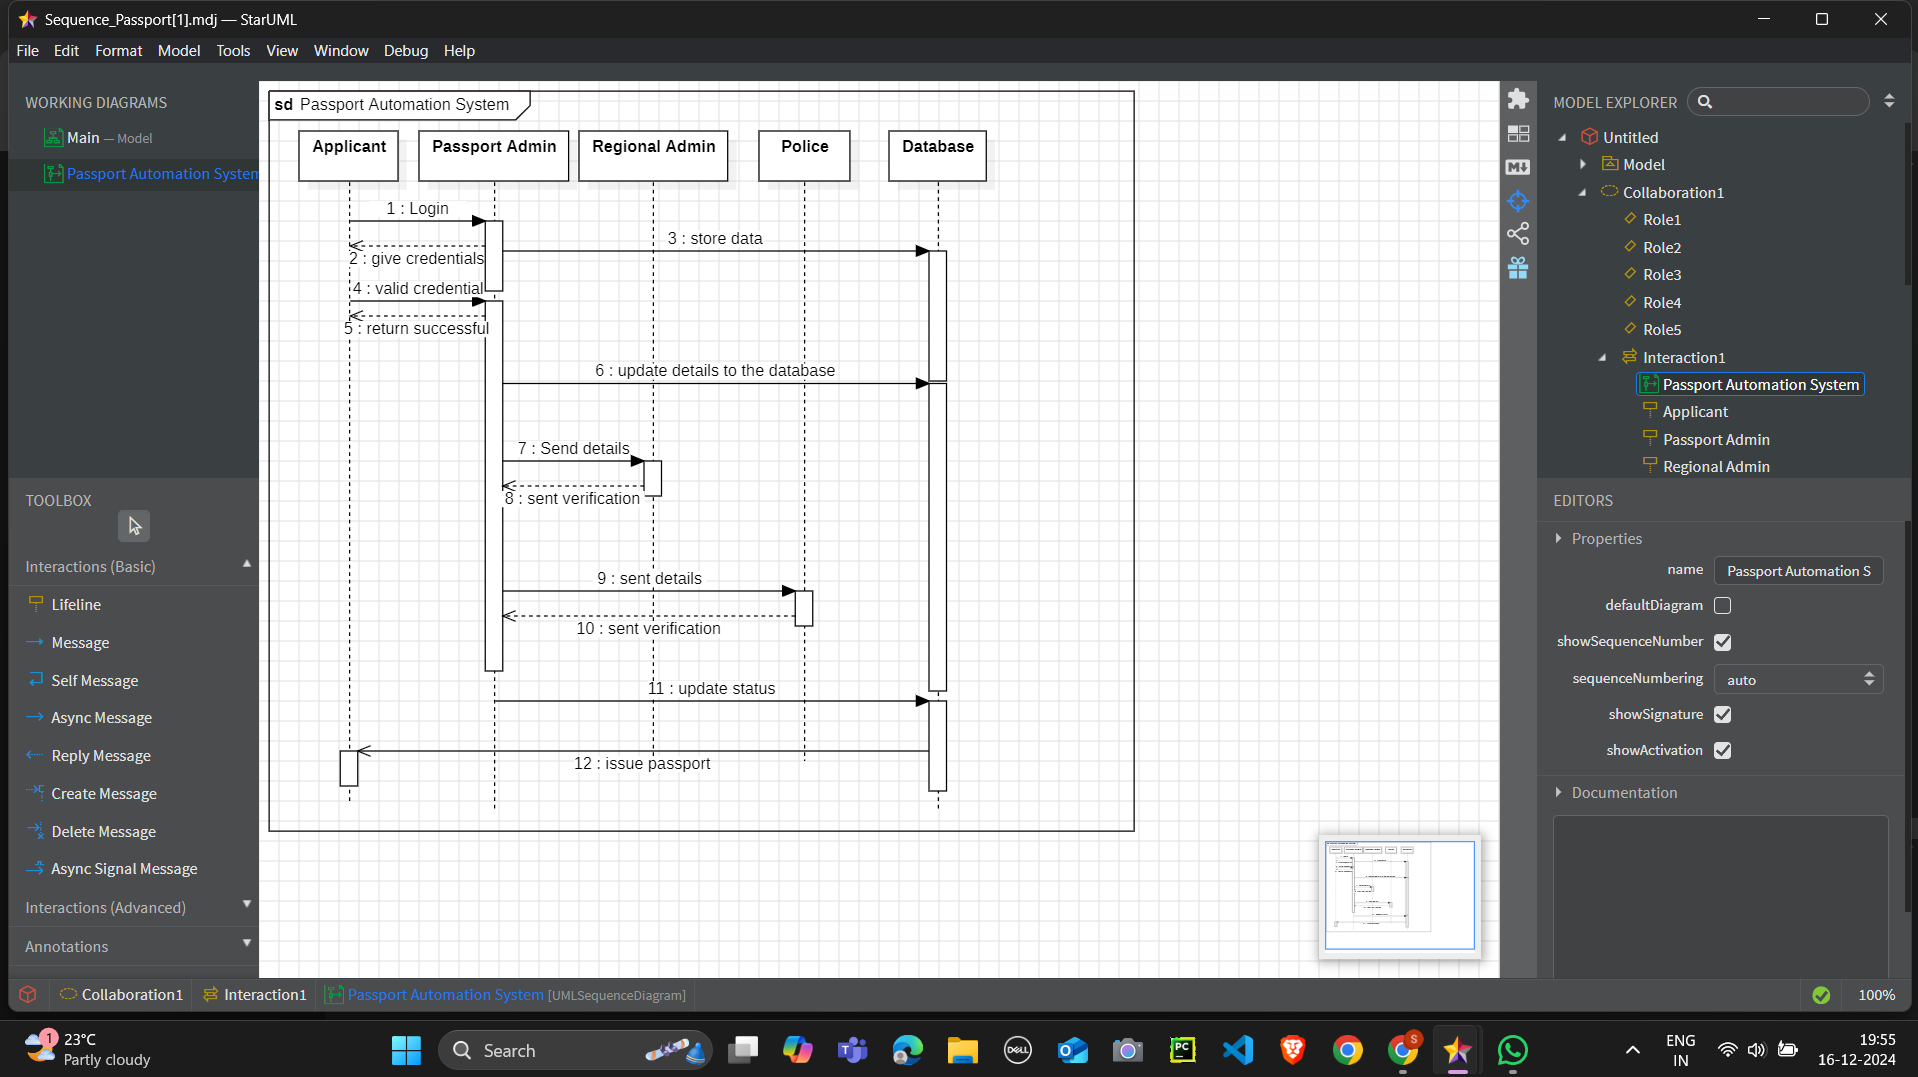 Sequence_Passport[1].mdj — StarUML
File Edit Format Model Tools View Window Debug Help
WORKING DIAGRAMS
Main — Model
Passport Automation System
TOOLBOX
Interactions (Basic)
Lifeline
Message
Self Message
Async Message
Reply Message
Create Message
Delete Message
Async Signal Message
Interactions (Advanced)
Annotations
sd Passport Automation System
Applicant
Passport Admin
Regional Admin
Police
Database
1 : Login
3 : store data
2 : give credentials
4 : valid credential
5 : return successful
6 : update details to the database
7 : Send details
8 : sent verification
9 : sent details
10 : sent verification
11 : update status
12 : issue passport
MODEL EXPLORER
Untitled
Model
Collaboration1
Role1
Role2
Role3
Role4
Role5
Interaction1
Passport Automation System
Applicant
Passport Admin
Regional Admin
EDITORS
Properties
name Passport Automation S
defaultDiagram
showSequenceNumber
sequenceNumbering auto
showSignature
showActivation
Documentation
Collaboration1 Interaction1 Passport Automation System [UMLSequenceDiagram]
100%
1
23°C
Partly cloudy
Search
DELL
PC
S
ENG
IN
19:55
16-12-2024